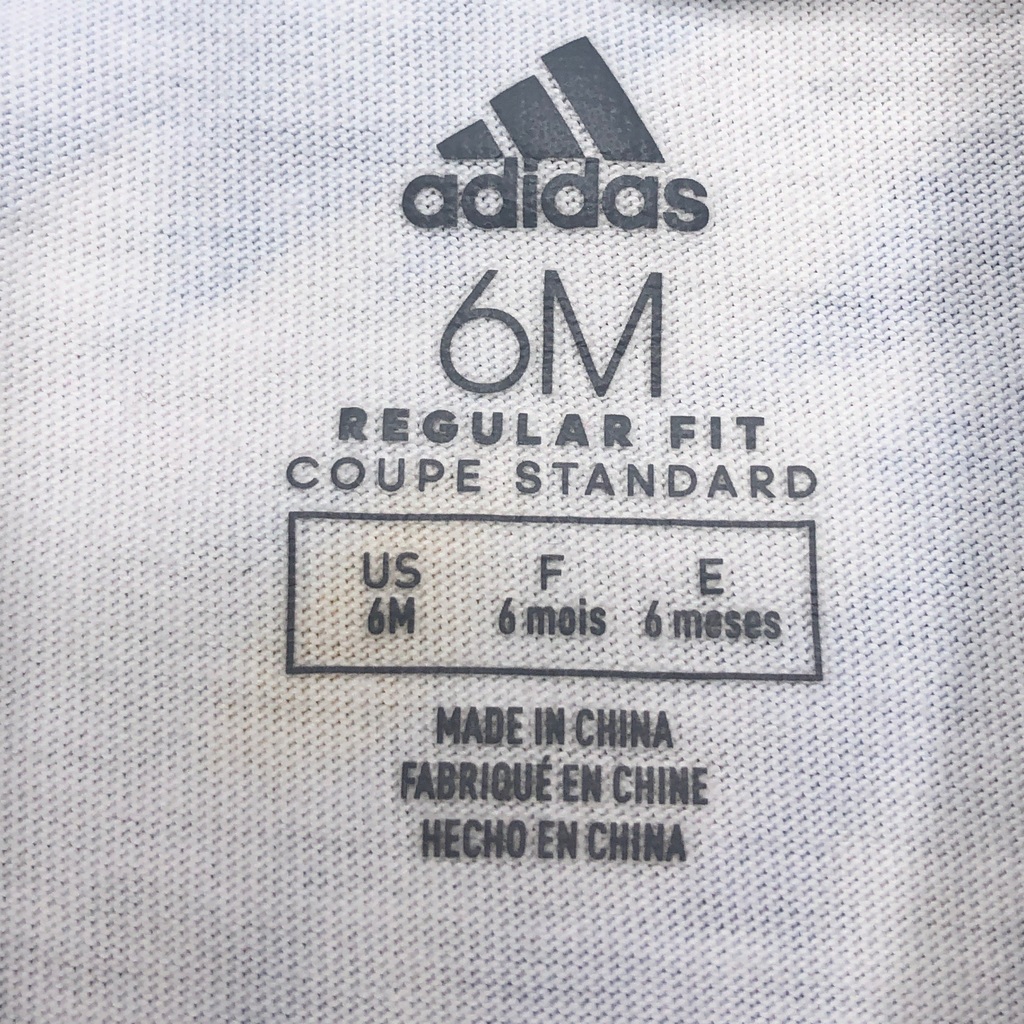 adidas
6M
REGULAR FIT
COUPE STANDARD
US F E
6M 6 mois 6 meses
MADE IN CHINA
FABRIQUÉ EN CHINE
HECHO EN CHINA